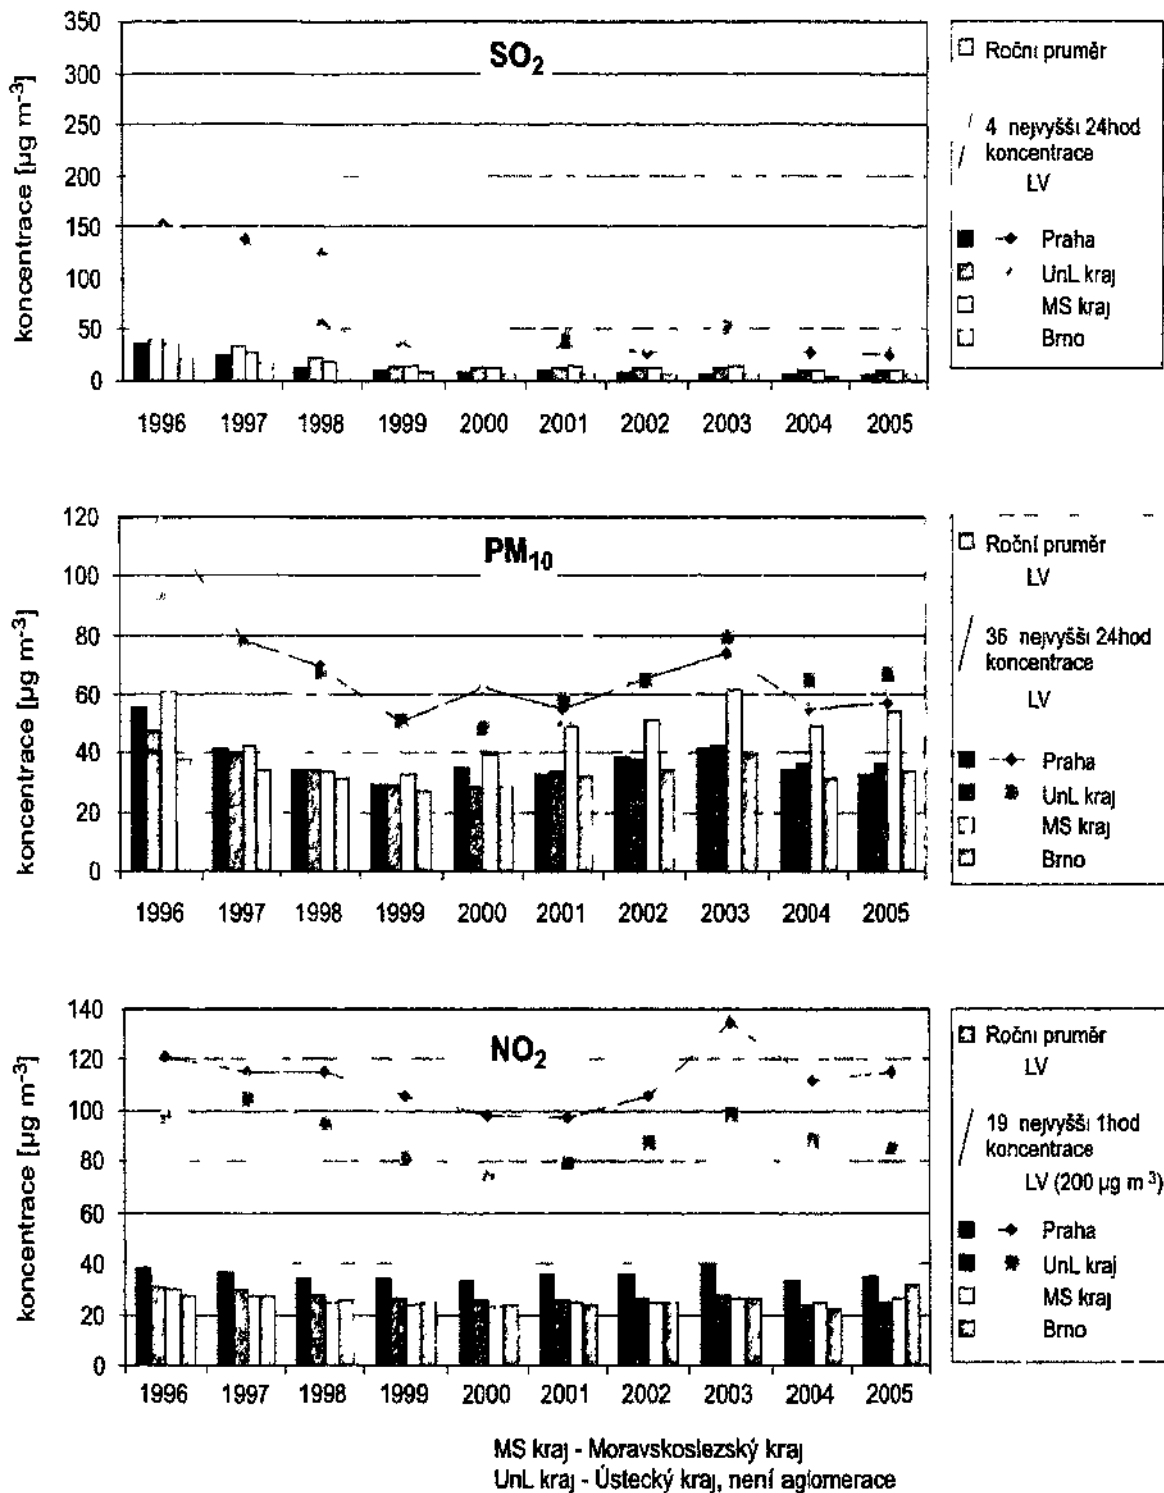 SO2
koncentrace [µg m-3]
350
300
250
200
150
100
50
0
1996 1997 1998 1999 2000 2001 2002 2003 2004 2005
Roční pruměr
4 nejvyšší 24hod
koncentrace
LV
Praha
UnL kraj
MS kraj
Brno
PM10
koncentrace [µg m-3]
120
100
80
60
40
20
0
1996 1997 1998 1999 2000 2001 2002 2003 2004 2005
Roční pruměr
LV
36 nejvyšší 24hod
koncentrace
LV
Praha
UnL kraj
MS kraj
Brno
NO2
koncentrace [µg m-3]
140
120
100
80
60
40
20
0
1996 1997 1998 1999 2000 2001 2002 2003 2004 2005
Roční pruměr
LV
19 nejvyšší 1hod
koncentrace
LV (200 µg m3)
Praha
UnL kraj
MS kraj
Brno
MS kraj - Moravskoslezský kraj
UnL kraj - Ústecký kraj, není aglomerace